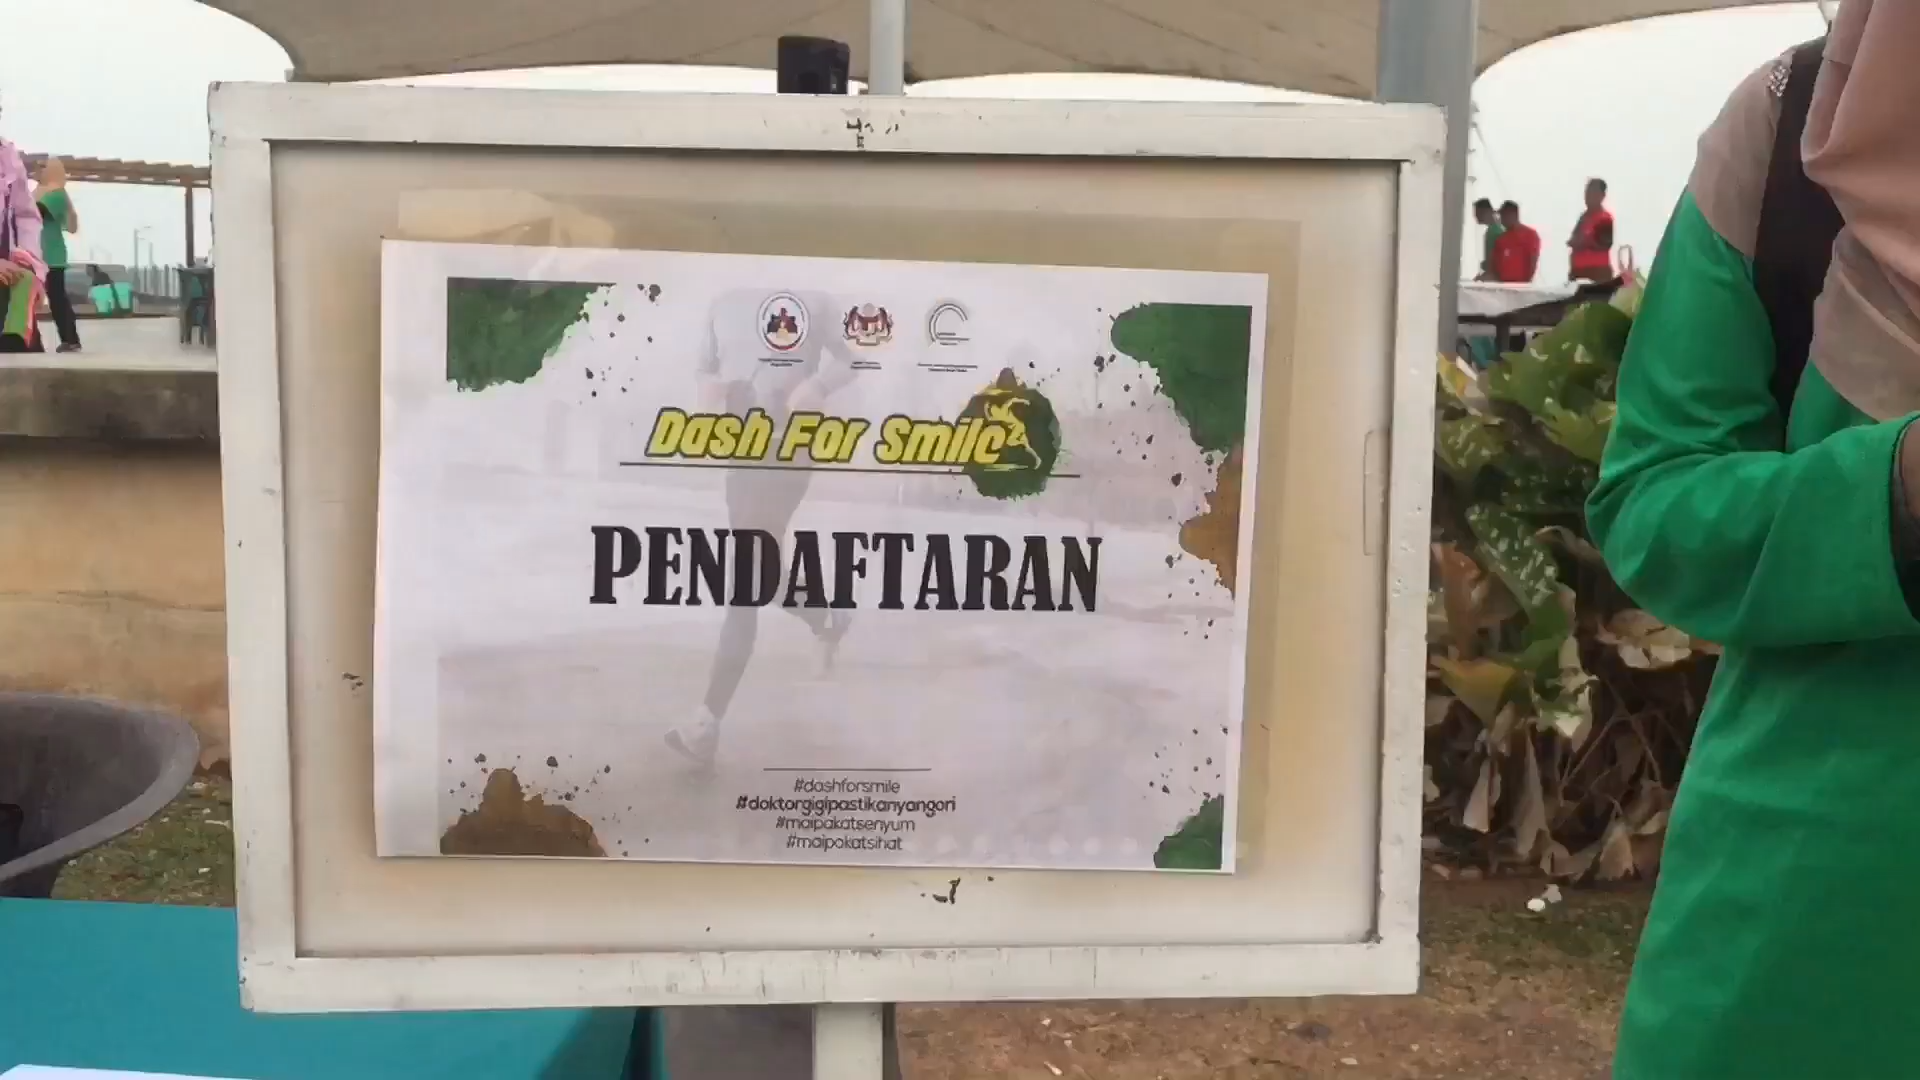 Dash For Smile
PENDAFTARAN
#dashforsmile
#doktorgigipastikanyangori
#maipakatsenyum
#maipakatsihat